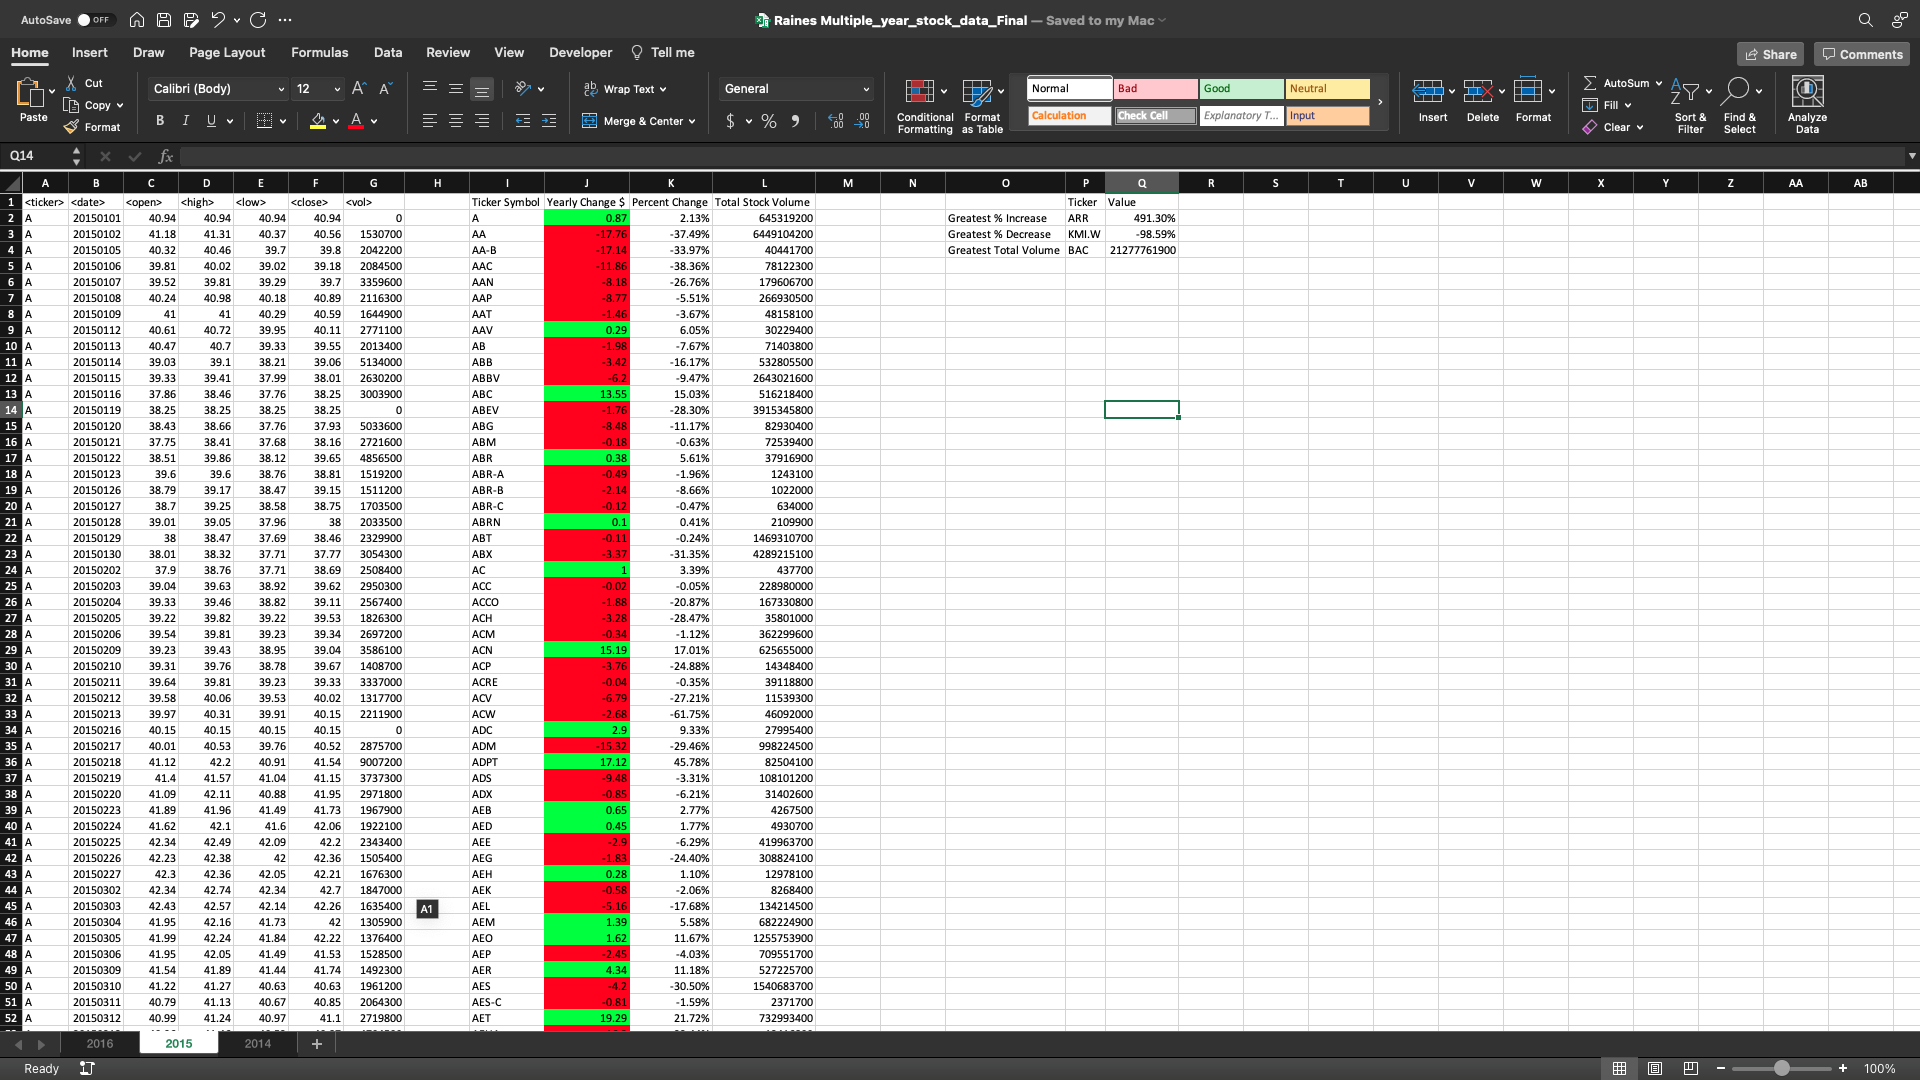 AutoSave OFF Raines Multiple_year_stock_data_Final — Saved to my Mac
Home Insert Draw Page Layout Formulas Data Review View Developer Tell me Share Comments
Paste Cut Copy Format
Calibri (Body) 12
B I U
Wrap Text
Merge & Center
General
$ %
Conditional Formatting
Format as Table
Normal Bad Good Neutral
Calculation Check Cell Explanatory T... Input
Insert Delete Format
AutoSum Fill Clear
Sort & Filter
Find & Select
Analyze Data
Q14 fx
A B C D E F G H I J K L M N O P Q R S T U V W X Y Z AA AB
1 <ticker> <date> <open> <high> <low> <close> <vol> Ticker Symbol Yearly Change $ Percent Change Total Stock Volume Ticker Value
2 A 20150101 40.94 40.94 40.94 40.94 0 A 0.87 2.13% 645319200 Greatest % Increase ARR 491.30%
3 A 20150102 41.18 41.31 40.37 40.56 1530700 AA -17.76 -37.49% 6449104200 Greatest % Decrease KMI.W -98.59%
4 A 20150105 40.32 40.46 39.7 39.8 2042200 AA-B -17.14 -33.97% 40441700 Greatest Total Volume BAC 21277761900
5 A 20150106 39.81 40.02 39.02 39.18 2084500 AAC -11.86 -38.36% 78122300
6 A 20150107 39.52 39.81 39.29 39.7 3359600 AAN -8.18 -26.76% 179606700
7 A 20150108 40.24 40.98 40.18 40.89 2116300 AAP -8.77 -5.51% 266930500
8 A 20150109 41 41 40.29 40.59 1644900 AAT -1.46 -3.67% 48158100
9 A 20150112 40.61 40.72 39.95 40.11 2771100 AAV 0.29 6.05% 30229400
10 A 20150113 40.47 40.7 39.33 39.55 2013400 AB -1.98 -7.67% 71403800
11 A 20150114 39.03 39.1 38.21 39.06 5134000 ABB -3.42 -16.17% 532805500
12 A 20150115 39.33 39.41 37.99 38.01 2630200 ABBV -6.2 -9.47% 2643021600
13 A 20150116 37.86 38.46 37.76 38.25 3003900 ABC 13.55 15.03% 516218400
14 A 20150119 38.25 38.25 38.25 38.25 0 ABEV -1.76 -28.30% 3915345800
15 A 20150120 38.43 38.66 37.76 37.93 5033600 ABG -8.48 -11.17% 82930400
16 A 20150121 37.75 38.41 37.68 38.16 2721600 ABM -0.18 -0.63% 72539400
17 A 20150122 38.51 39.86 38.12 39.65 4856500 ABR 0.38 5.61% 37916900
18 A 20150123 39.6 39.6 38.76 38.81 1519200 ABR-A -0.49 -1.96% 1243100
19 A 20150126 38.79 39.17 38.47 39.15 1511200 ABR-B -2.14 -8.66% 1022000
20 A 20150127 38.7 39.25 38.58 38.75 1703500 ABR-C -0.12 -0.47% 634000
21 A 20150128 39.01 39.05 37.96 38 2033500 ABRN 0.1 0.41% 2109900
22 A 20150129 38 38.47 37.69 38.46 2329900 ABT -0.11 -0.24% 1469310700
23 A 20150130 38.01 38.32 37.71 37.77 3054300 ABX -3.37 -31.35% 4289215100
24 A 20150202 37.9 38.76 37.71 38.69 2508400 AC 1 3.39% 437700
25 A 20150203 39.04 39.63 38.92 39.62 2950300 ACC -0.02 -0.05% 228980000
26 A 20150204 39.33 39.46 38.82 39.11 2567400 ACCO -1.88 -20.87% 167330800
27 A 20150205 39.22 39.82 39.22 39.53 1826300 ACH -3.28 -28.47% 35801000
28 A 20150206 39.54 39.81 39.23 39.34 2697200 ACM -0.34 -1.12% 362299600
29 A 20150209 39.23 39.43 38.95 39.04 3586100 ACN 15.19 17.01% 625655000
30 A 20150210 39.31 39.76 38.78 39.67 1408700 ACP -3.76 -24.88% 14348400
31 A 20150211 39.64 39.81 39.23 39.33 3337000 ACRE -0.04 -0.35% 39118800
32 A 20150212 39.58 40.06 39.53 40.02 1317700 ACV -6.79 -27.21% 11539300
33 A 20150213 39.97 40.31 39.91 40.15 2211900 ACW -2.68 -61.75% 46092000
34 A 20150216 40.15 40.15 40.15 40.15 0 ADC 2.9 9.33% 27995400
35 A 20150217 40.01 40.53 39.76 40.52 2875700 ADM -15.32 -29.46% 998224500
36 A 20150218 41.12 42.2 40.91 41.54 9007200 ADPT 17.12 45.78% 82504100
37 A 20150219 41.4 41.57 41.04 41.15 3737300 ADS -9.48 -3.31% 108101200
38 A 20150220 41.09 42.11 40.88 41.95 2971800 ADX -0.85 -6.21% 31402600
39 A 20150223 41.89 41.96 41.49 41.73 1967900 AEB 0.65 2.77% 4267500
40 A 20150224 41.62 42.1 41.6 42.06 1922100 AED 0.45 1.77% 4930700
41 A 20150225 42.34 42.49 42.09 42.2 2343400 AEE -2.9 -6.29% 419963700
42 A 20150226 42.23 42.38 42 42.36 1505400 AEG -1.83 -24.40% 308824100
43 A 20150227 42.3 42.36 42.05 42.21 1676300 AEH 0.28 1.10% 12978100
44 A 20150302 42.34 42.74 42.34 42.7 1847000 AEK -0.58 -2.06% 8268400
45 A 20150303 42.43 42.57 42.14 42.26 1635400 A1 AEL -5.16 -17.68% 134214500
46 A 20150304 41.95 42.16 41.73 42 1305900 AEM 1.39 5.58% 682224900
47 A 20150305 41.99 42.24 41.84 42.22 1376400 AEO 1.62 11.67% 1255753900
48 A 20150306 41.95 42.05 41.49 41.53 1528500 AEP -2.45 -4.03% 709551700
49 A 20150309 41.54 41.89 41.44 41.74 1492300 AER 4.34 11.18% 527225700
50 A 20150310 41.22 41.27 40.63 40.63 1961200 AES -4.2 -30.50% 1540683700
51 A 20150311 40.79 41.13 40.67 40.85 2064300 AES-C -0.81 -1.59% 2371700
52 A 20150312 40.99 41.24 40.97 41.1 2719800 AET 19.29 21.72% 732993400
2016 2015 2014 +
Ready 100%